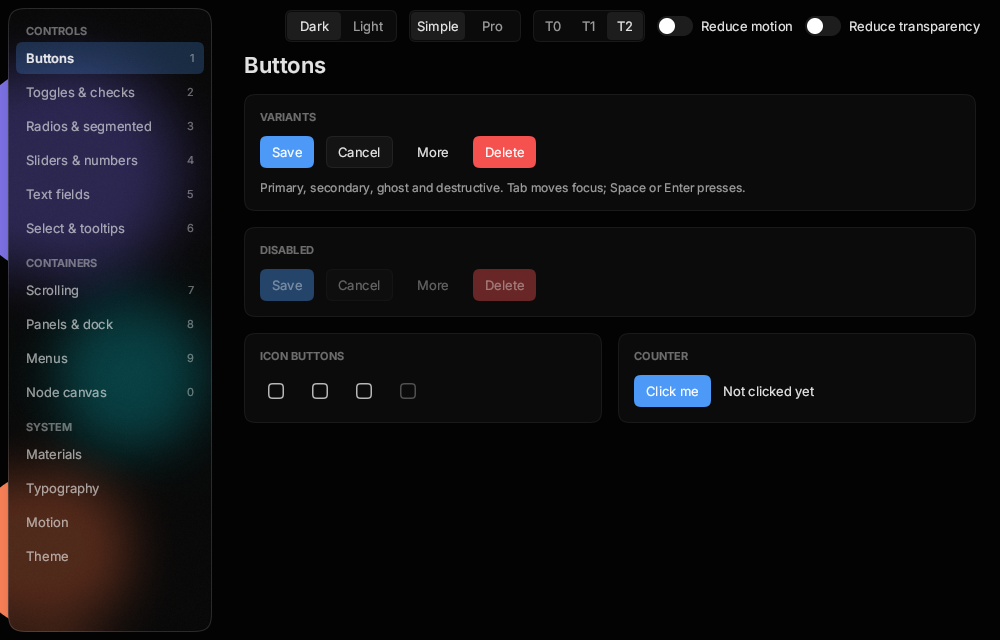 Dark Light Simple Pro T0 T1 T2 Reduce motion Reduce transparency
CONTROLS
Buttons 1
Toggles & checks 2
Radios & segmented 3
Sliders & numbers 4
Text fields 5
Select & tooltips 6
CONTAINERS
Scrolling 7
Panels & dock 8
Menus 9
Node canvas 0
SYSTEM
Materials
Typography
Motion
Theme
Buttons
VARIANTS
Save Cancel More Delete
Primary, secondary, ghost and destructive. Tab moves focus; Space or Enter presses.
DISABLED
Save Cancel More Delete
ICON BUTTONS
COUNTER
Click me Not clicked yet